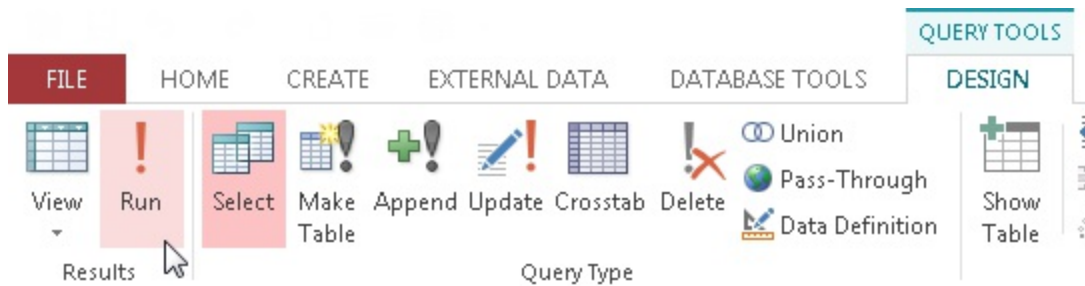 QUERY TOOLS
FILE HOME CREATE EXTERNAL DATA DATABASE TOOLS DESIGN
View
Run
Select
Make
Table
Append
Update
Crosstab
Delete
Union
Pass-Through
Data Definition
Show
Table
Results
Query Type